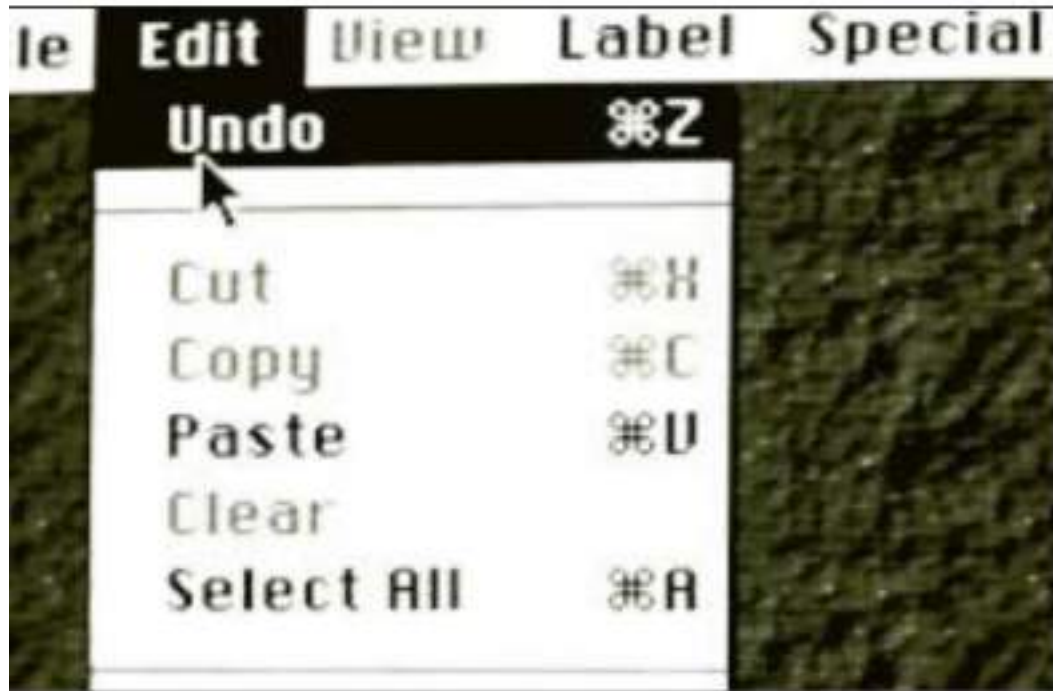 le Edit View Label Special
Undo ⌘Z
Cut ⌘X
Copy ⌘C
Paste ⌘V
Clear
Select All ⌘A